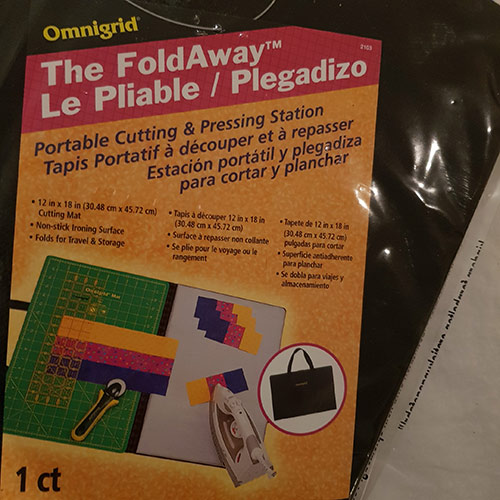 Omnigrid®
The FoldAway™
Le Pliable / Plegadizo
Portable Cutting & Pressing Station
Tapis Portatif à découper et à repasser
Estación portátil y plegadiza
para cortar y planchar
• 12 in x 18 in (30.48 cm x 45.72 cm)
Cutting Mat
• Non-stick Ironing Surface
• Folds for Travel & Storage
• Tapis à découper 12 in x 18 in
(30.48 cm x 45.72 cm)
• Surface à repasser non collante
• Se plie pour le voyage ou le
rangement
• Tapete de 12 in x 18 in
(30.48 cm x 45.72 cm)
pulgadas para cortar
• Superficie antiadherente
para planchar
• Se dobla para viajes y
almacenamiento
Omnigrid® Mat
1 ct